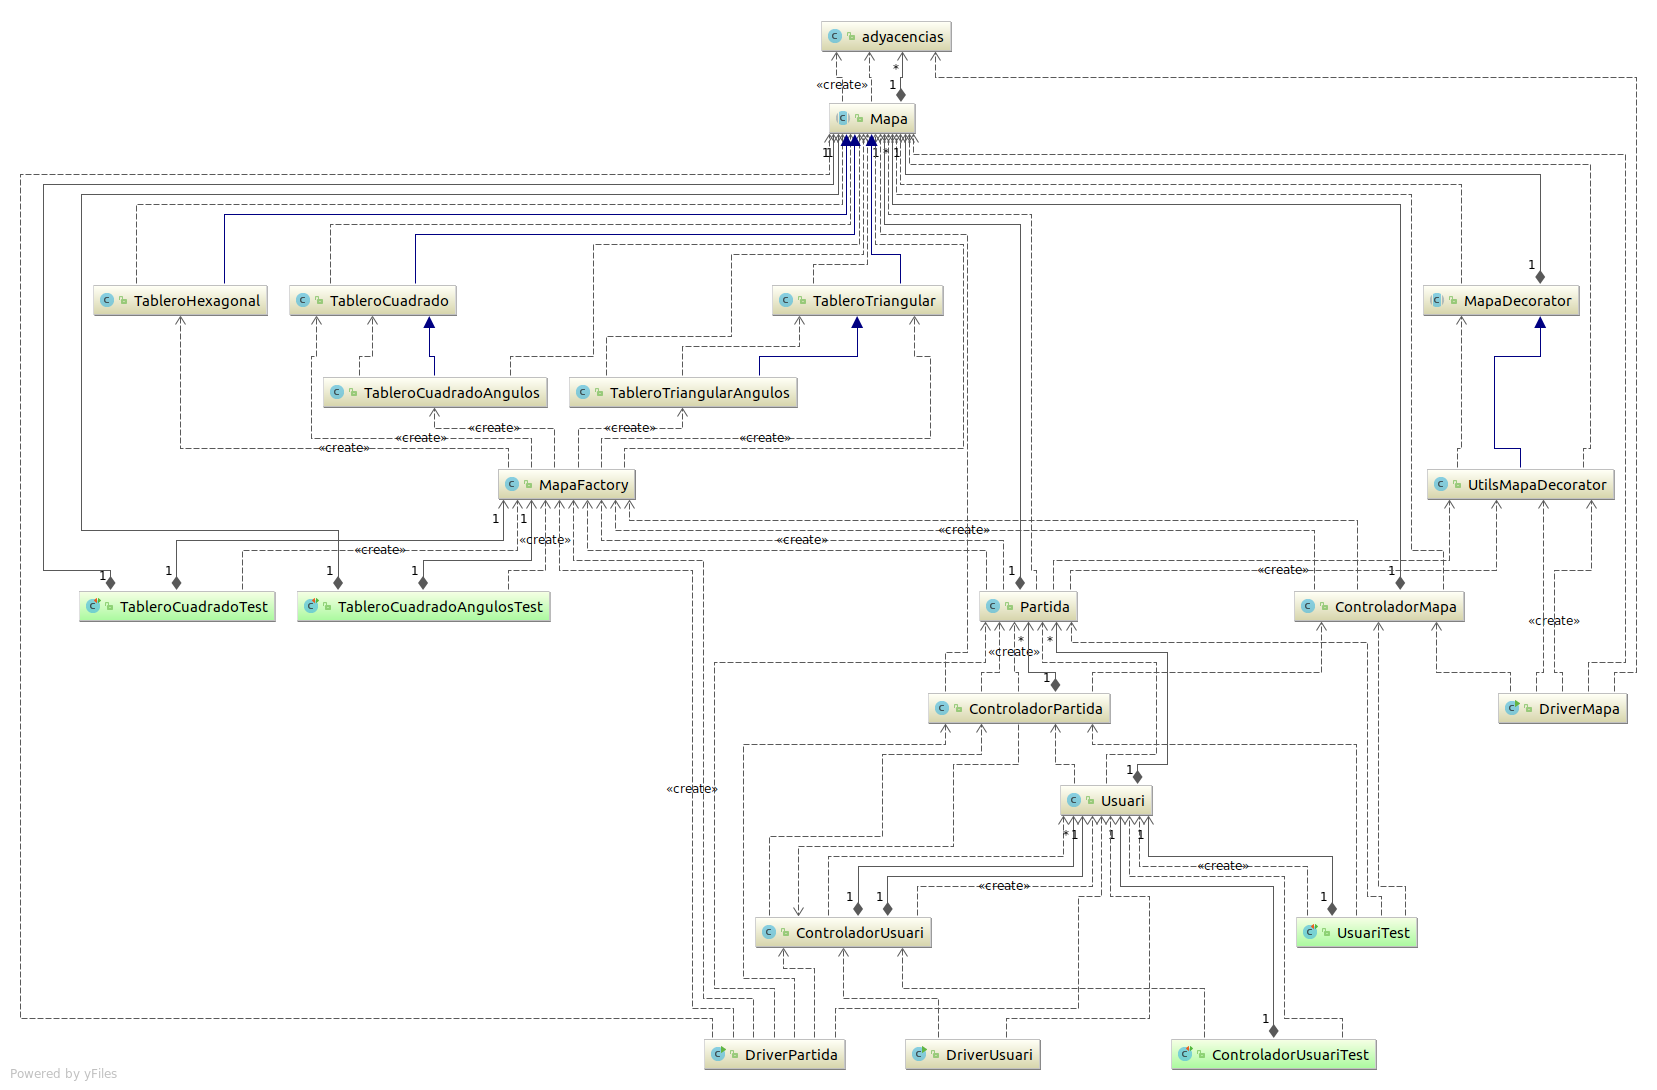 adyacencias
*
«create» 1
Mapa
1 1 1 * 1
1
TableroHexagonal TableroCuadrado TableroTriangular MapaDecorator
TableroCuadradoAngulos TableroTriangularAngulos
«create» «create»
«create» «create»
«create»
MapaFactory UtilsMapaDecorator
1 1
«create»
«create» «create»
«create»
1 1 1 1 1 1 «create»
TableroCuadradoTest TableroCuadradoAngulosTest Partida ControladorMapa
«create»
* *
«create»
1
ControladorPartida DriverMapa
1
«create»
Usuari
* 1 1 1
«create»
«create»
1 1 1
ControladorUsuari UsuariTest
1
DriverPartida DriverUsuari ControladorUsuariTest
Powered by yFiles